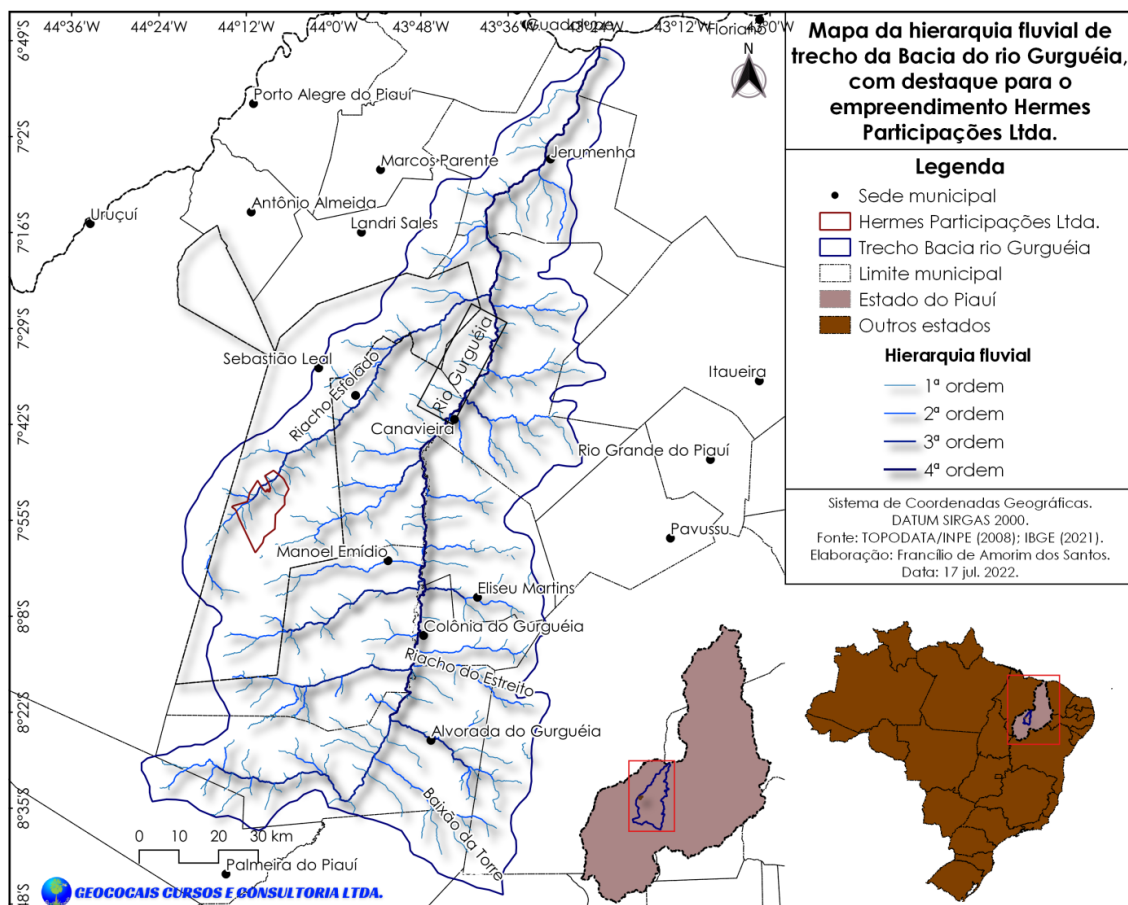 44:36°W 44:24°W 44:12°W 44:00°W 43:48°W 43:36°W 43:24°W 43:12°W 43:0°W
6°49'S
7°2'S
7°16'S
7°29'S
7°42'S
7°55'S
8°8'S
8°22'S
8°35'S
48'S
Guadalupe
Floriano
Porto Alegre do Piauí
Jerumenha
Marcos Parente
Antônio Almeida
Uruçuí
Landri Sales
Sebastião Leal
Riacho Esfolado
Rio Gurguéia
Itaueira
Canavieira
Rio Grande do Piauí
Pavussu
Manoel Emídio
Eliseu Martins
Colônia do Gurguéia
Riacho do Estreito
Alvorada do Gurguéia
Baixão da Torre
0 10 20 30 km
Palmeira do Piauí
GEOCOCAIS CURSOS E CONSULTORIA LTDA.
N
Mapa da hierarquia fluvial de
trecho da Bacia do rio Gurguéia,
com destaque para o
empreendimento Hermes
Participações Ltda.
Legenda
Sede municipal
Hermes Participações Ltda.
Trecho Bacia rio Gurguéia
Limite municipal
Estado do Piauí
Outros estados
Hierarquia fluvial
1ª ordem
2ª ordem
3ª ordem
4ª ordem
Sistema de Coordenadas Geográficas.
DATUM SIRGAS 2000.
Fonte: TOPODATA/INPE (2008); IBGE (2021).
Elaboração: Francílio de Amorim dos Santos.
Data: 17 jul. 2022.